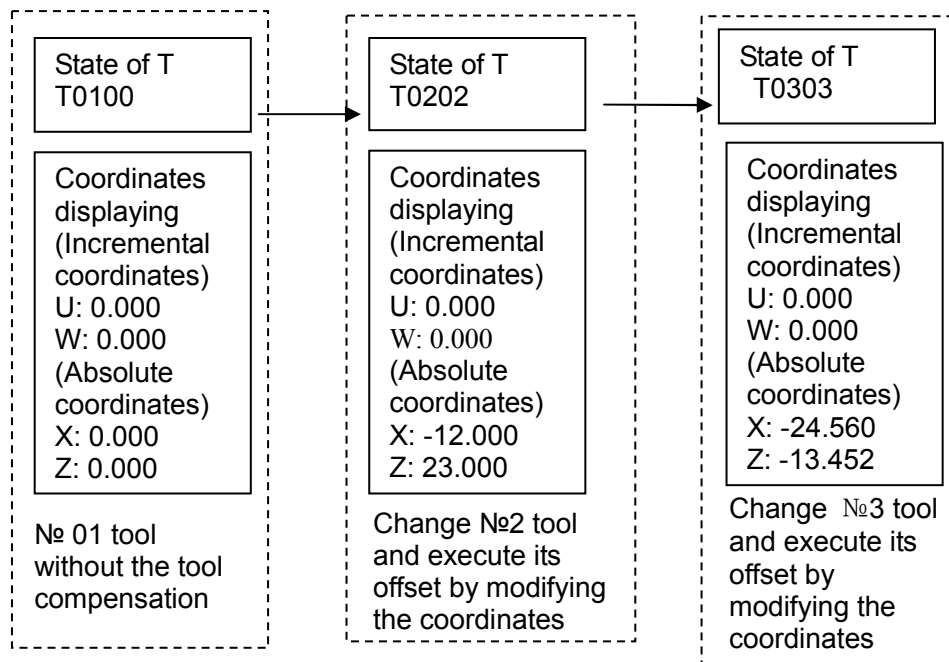 State of T
T0100
Coordinates
displaying
(Incremental
coordinates)
U: 0.000
W: 0.000
(Absolute
coordinates)
X: 0.000
Z: 0.000
№ 01 tool
without the tool
compensation
State of T
T0202
Coordinates
displaying
(Incremental
coordinates)
U: 0.000
W: 0.000
(Absolute
coordinates)
X: -12.000
Z: 23.000
Change №2 tool
and execute its
offset by modifying
the coordinates
State of T
T0303
Coordinates
displaying
(Incremental
coordinates)
U: 0.000
W: 0.000
(Absolute
coordinates)
X: -24.560
Z: -13.452
Change №3 tool
and execute its
offset by
modifying the
coordinates